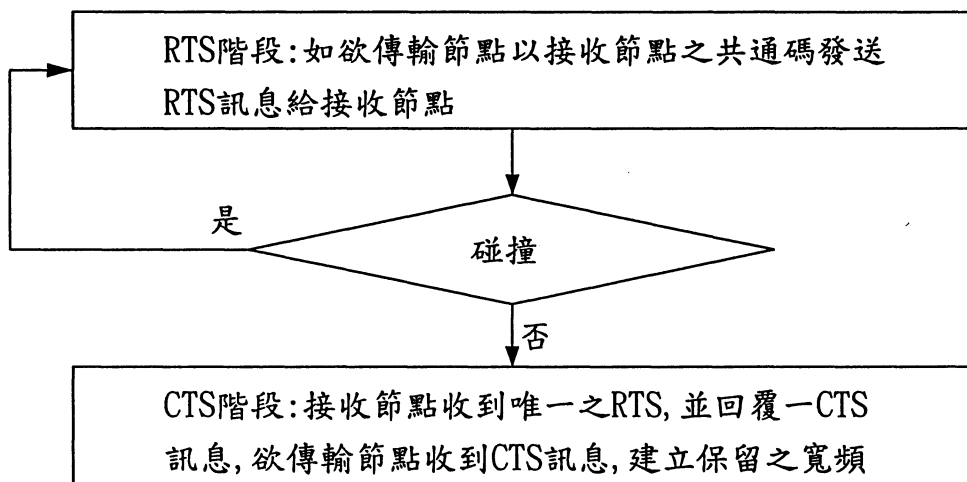 RTS階段:如欲傳輸節點以接收節點之共通碼發送
RTS訊息給接收節點
是
碰撞
否
CTS階段:接收節點收到唯一之RTS,並回覆一CTS
訊息,欲傳輸節點收到CTS訊息,建立保留之寬頻